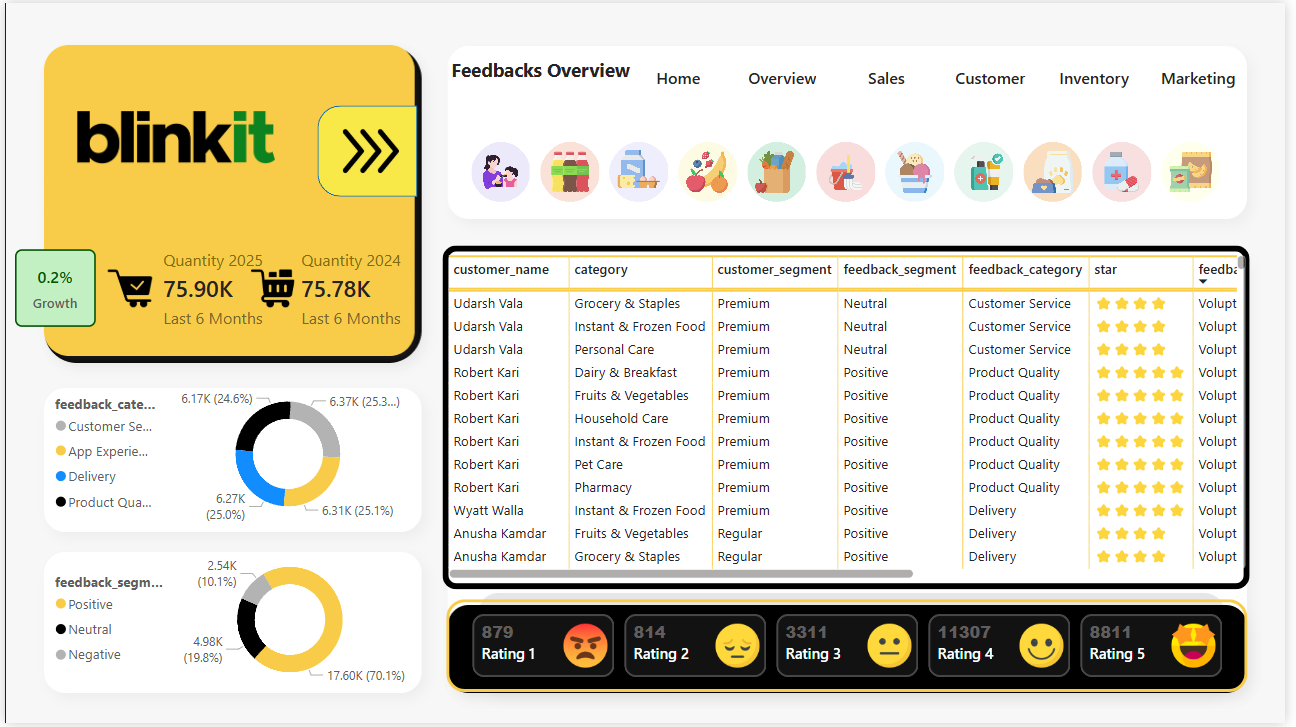 blinkit
0.2%
Growth
Quantity 2025
75.90K
Last 6 Months
Quantity 2024
75.78K
Last 6 Months
feedback_cate...
Customer Se...
App Experie...
Delivery
Product Qua...
6.17K (24.6%)
6.37K (25.3...)
6.27K
(25.0%)
6.31K (25.1%)
feedback_segm...
Positive
Neutral
Negative
2.54K
(10.1%)
4.98K
(19.8%)
17.60K (70.1%)
Feedbacks Overview Home Overview Sales Customer Inventory Marketing
customer_name category customer_segment feedback_segment feedback_category star feedba
Udarsh Vala Grocery & Staples Premium Neutral Customer Service Volupt
Udarsh Vala Instant & Frozen Food Premium Neutral Customer Service Volupt
Udarsh Vala Personal Care Premium Neutral Customer Service Volupt
Robert Kari Dairy & Breakfast Premium Positive Product Quality Volupt
Robert Kari Fruits & Vegetables Premium Positive Product Quality Volupt
Robert Kari Household Care Premium Positive Product Quality Volupt
Robert Kari Instant & Frozen Food Premium Positive Product Quality Volupt
Robert Kari Pet Care Premium Positive Product Quality Volupt
Robert Kari Pharmacy Premium Positive Product Quality Volupt
Wyatt Walla Instant & Frozen Food Premium Positive Delivery Volupt
Anusha Kamdar Fruits & Vegetables Regular Positive Delivery Volupt
Anusha Kamdar Grocery & Staples Regular Positive Delivery Volupt
879
Rating 1
814
Rating 2
3311
Rating 3
11307
Rating 4
8811
Rating 5